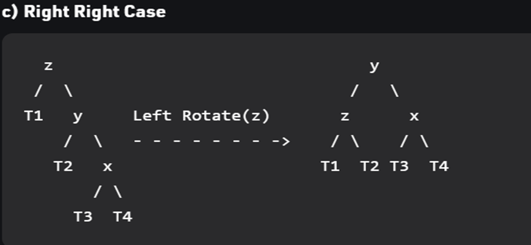 c) Right Right Case
z                               y
/ \                            /   \
T1   y     Left Rotate(z)      z      x
/ \   - - - - - - - ->    / \    / \
T2   x                   T1  T2 T3  T4
/ \
T3  T4